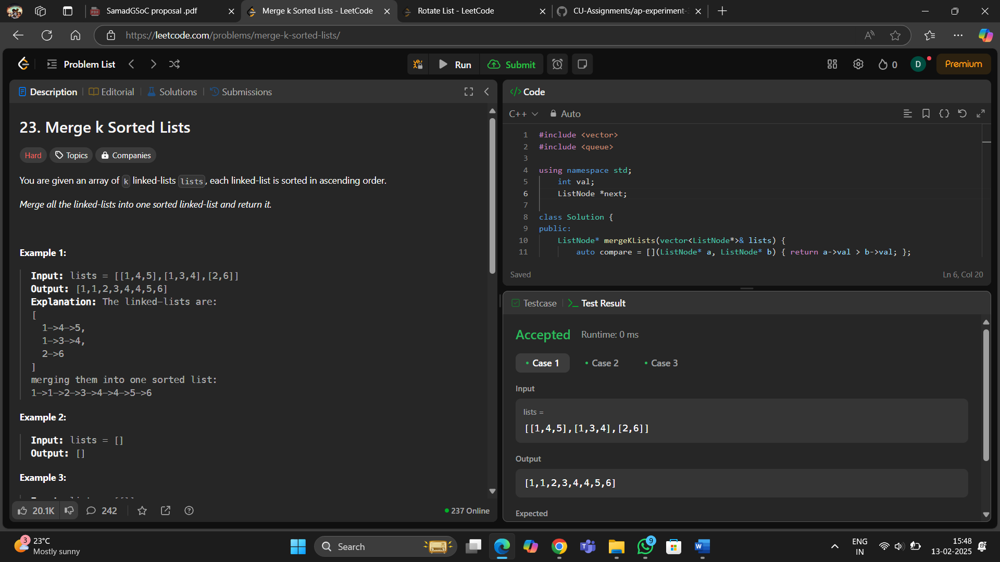 SamadGSoC proposal .pdf
Merge k Sorted Lists - LeetCode
Rotate List - LeetCode
CU-Assignments/ap-experiment-
https://leetcode.com/problems/merge-k-sorted-lists/
Problem List
Run
Submit
0
D
Premium
Description
Editorial
Solutions
Submissions
23. Merge k Sorted Lists
Hard
Topics
Companies
You are given an array of k linked-lists lists, each linked-list is sorted in ascending order.
Merge all the linked-lists into one sorted linked-list and return it.
Example 1:
Input: lists = [[1,4,5],[1,3,4],[2,6]]
Output: [1,1,2,3,4,4,5,6]
Explanation: The linked-lists are:
[
1->4->5,
1->3->4,
2->6
]
merging them into one sorted list:
1->1->2->3->4->4->5->6
Example 2:
Input: lists = []
Output: []
Example 3:
20.1K
242
237 Online
</> Code
C++
Auto
1 #include <vector>
2 #include <queue>
3
4 using namespace std;
5 int val;
6 ListNode *next;
7
8 class Solution {
9 public:
10 ListNode* mergeKLists(vector<ListNode*>& lists) {
11 auto compare = [](ListNode* a, ListNode* b) { return a->val > b->val; };
Saved
Ln 6, Col 20
Testcase
Test Result
Accepted
Runtime: 0 ms
Case 1
Case 2
Case 3
Input
lists =
[[1,4,5],[1,3,4],[2,6]]
Output
[1,1,2,3,4,4,5,6]
Expected
3
23°C
Mostly sunny
Search
9
ENG
IN
15:48
13-02-2025